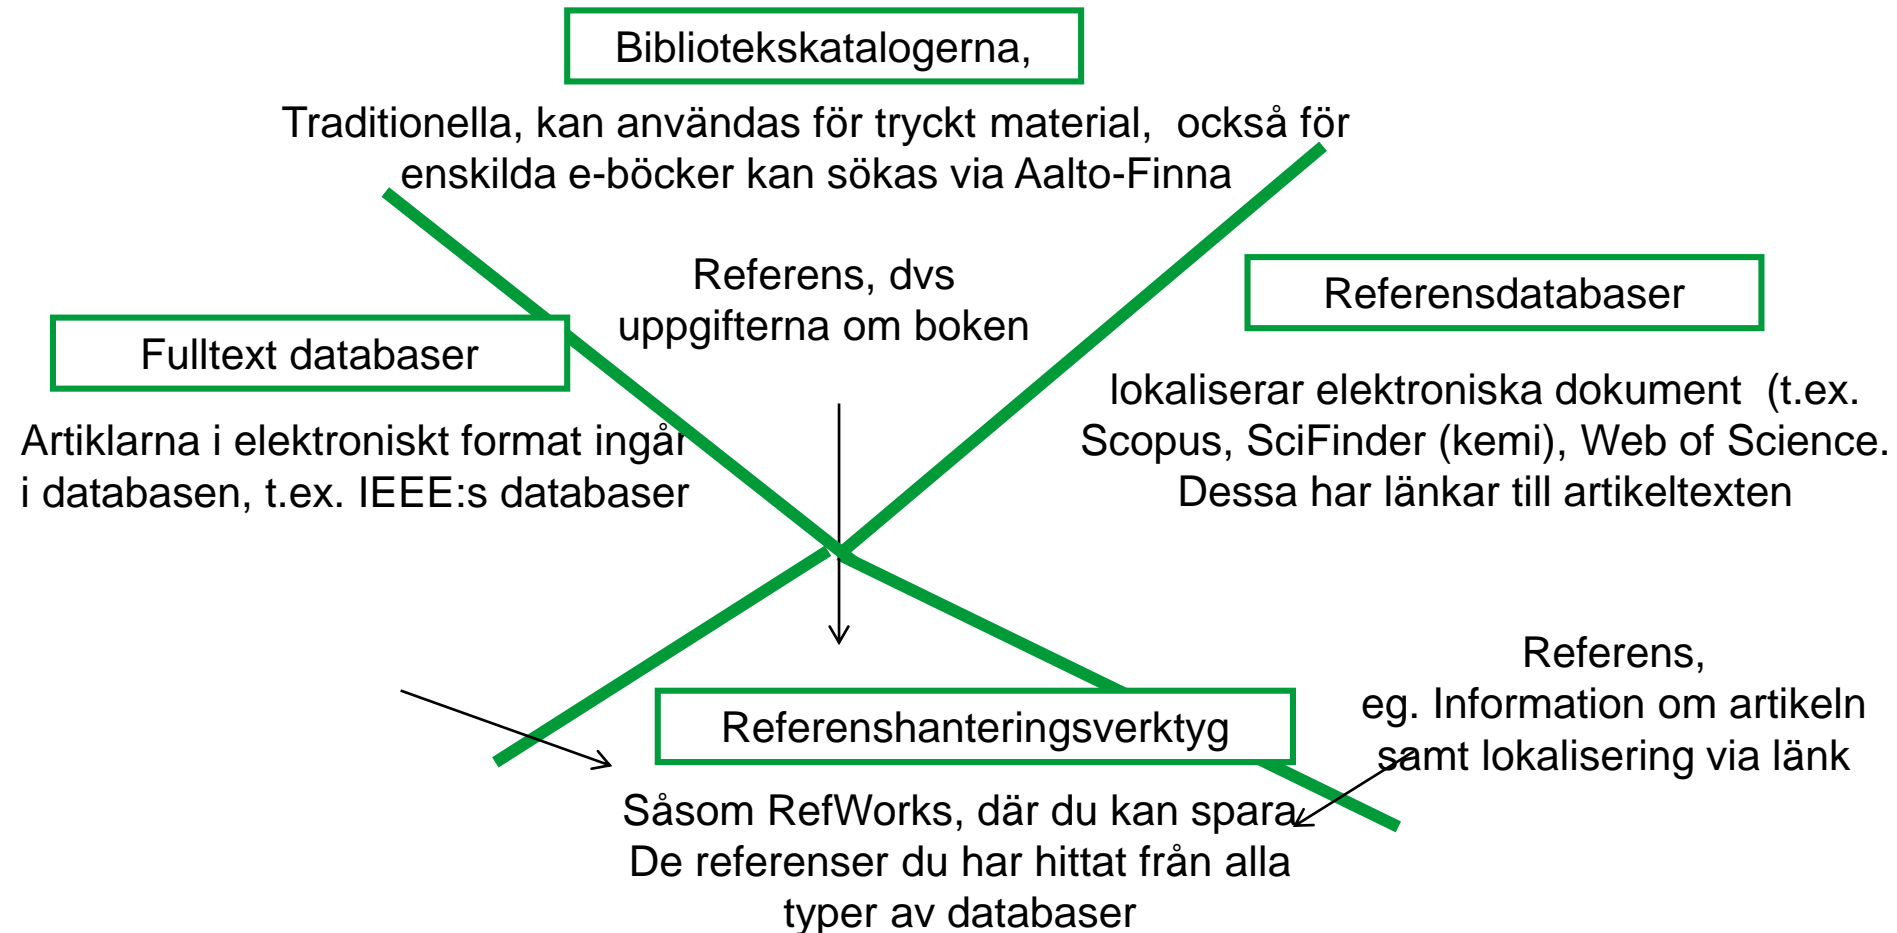 Bibliotekskatalogerna,
Traditionella, kan användas för tryckt material,  också för
enskilda e-böcker kan sökas via Aalto-Finna
Referens, dvs
uppgifterna om boken
Referensdatabaser
lokaliserar elektroniska dokument  (t.ex.
Scopus, SciFinder (kemi), Web of Science.
Dessa har länkar till artikeltexten
Fulltext databaser
Artiklarna i elektroniskt format ingår
i databasen, t.ex. IEEE:s databaser
Referens,
eg. Information om artikeln
samt lokalisering via länk
Referenshanteringsverktyg
Såsom RefWorks, där du kan spara
De referenser du har hittat från alla
typer av databaser